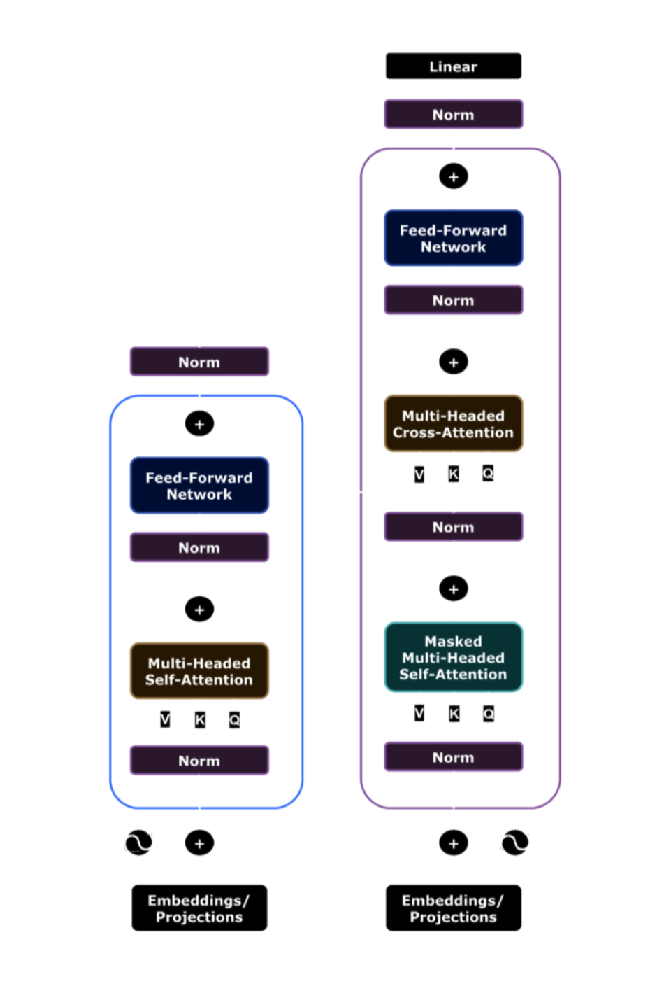 Norm
+
Feed-Forward
Network
Norm
+
Multi-Headed
Self-Attention
V K Q
Norm
+
Embeddings/
Projections
Linear
Norm
+
Feed-Forward
Network
Norm
+
Multi-Headed
Cross-Attention
V K Q
Norm
+
Masked
Multi-Headed
Self-Attention
V K Q
Norm
+
Embeddings/
Projections